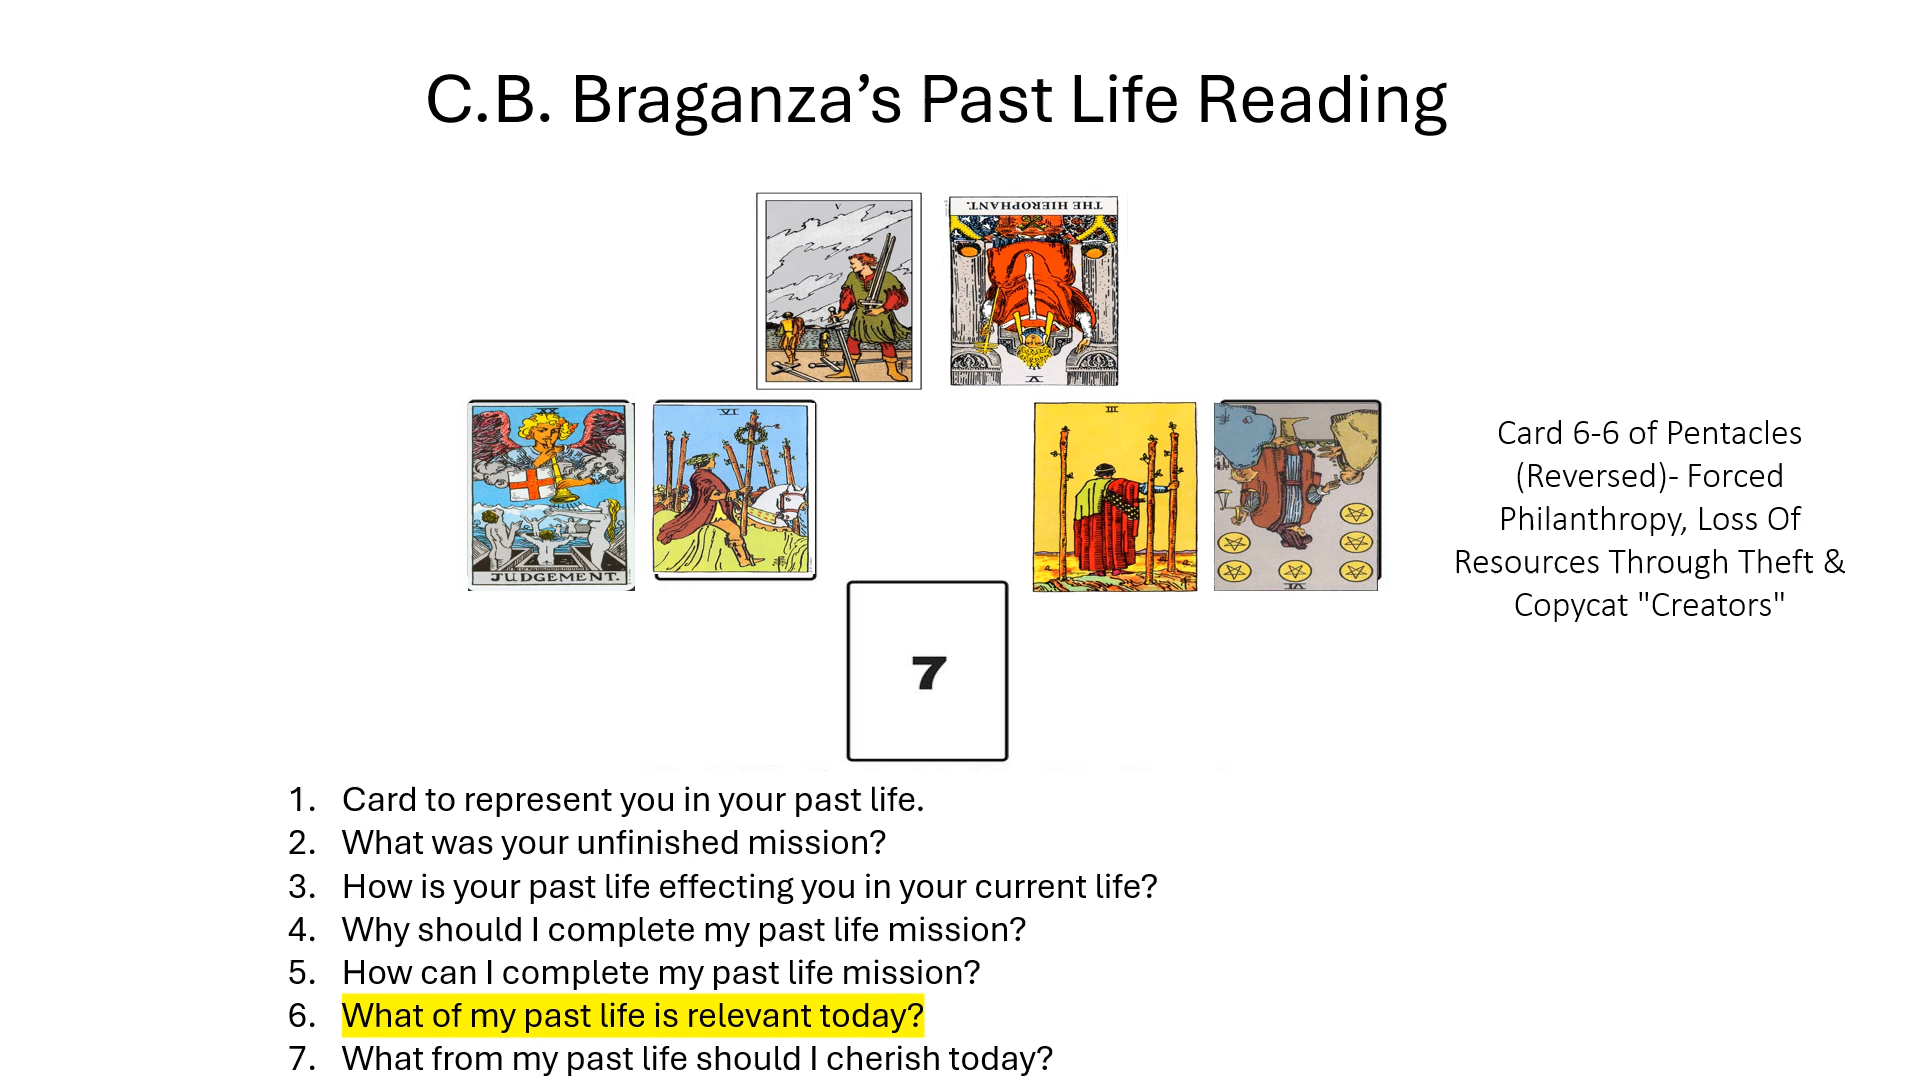 C.B. Braganza’s Past Life Reading
V
THE HIEROPHANT.
V
XX
JUDGEMENT.
VI
III
VI
Card 6-6 of Pentacles
(Reversed)- Forced
Philanthropy, Loss Of
Resources Through Theft &
Copycat "Creators"
7
1. Card to represent you in your past life.
2. What was your unfinished mission?
3. How is your past life effecting you in your current life?
4. Why should I complete my past life mission?
5. How can I complete my past life mission?
6. What of my past life is relevant today?
7. What from my past life should I cherish today?